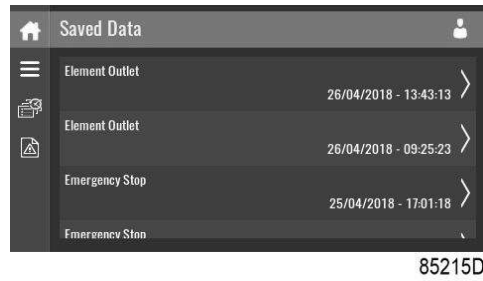 Saved Data
Element Outlet
26/04/2018 - 13:43:13
Element Outlet
26/04/2018 - 09:25:23
Emergency Stop
25/04/2018 - 17:01:18
Emergency Stop
85215D